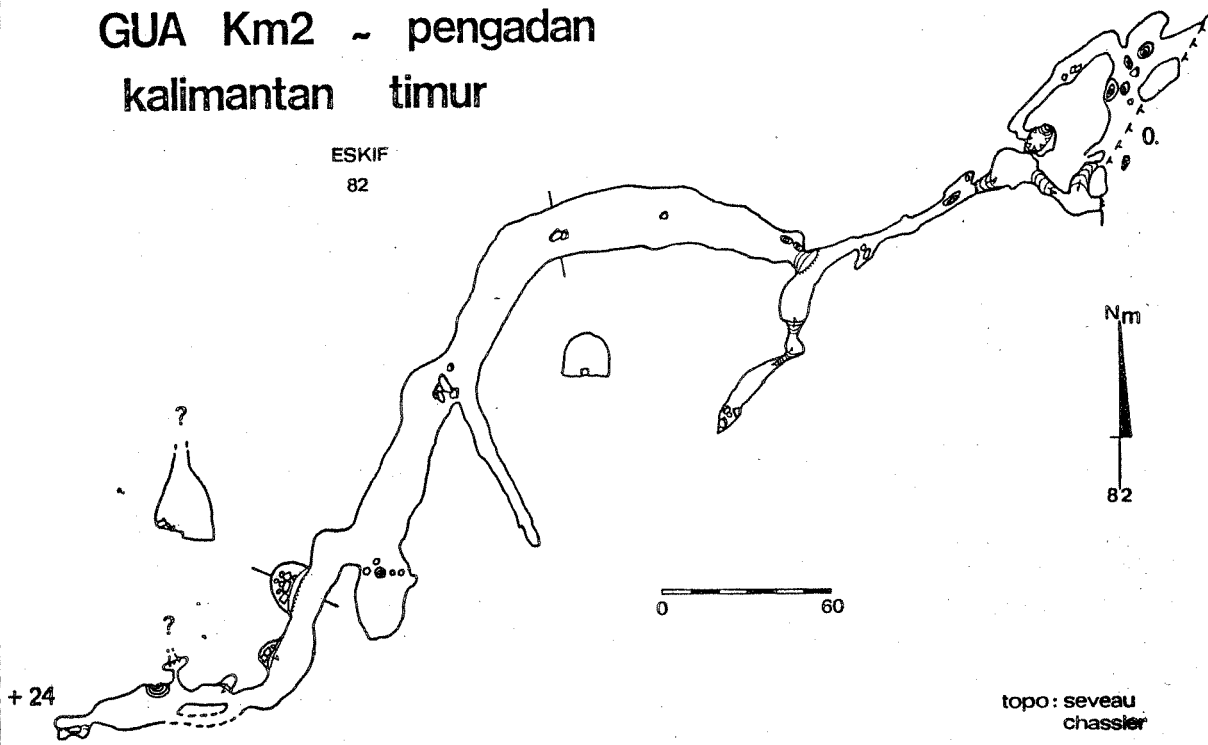 GUA Km2 ~ pengadan
kalimantan timur
ESKIF
82
0.
Nm
82
?
0 60
?
+ 24
topo: seveau
chassier